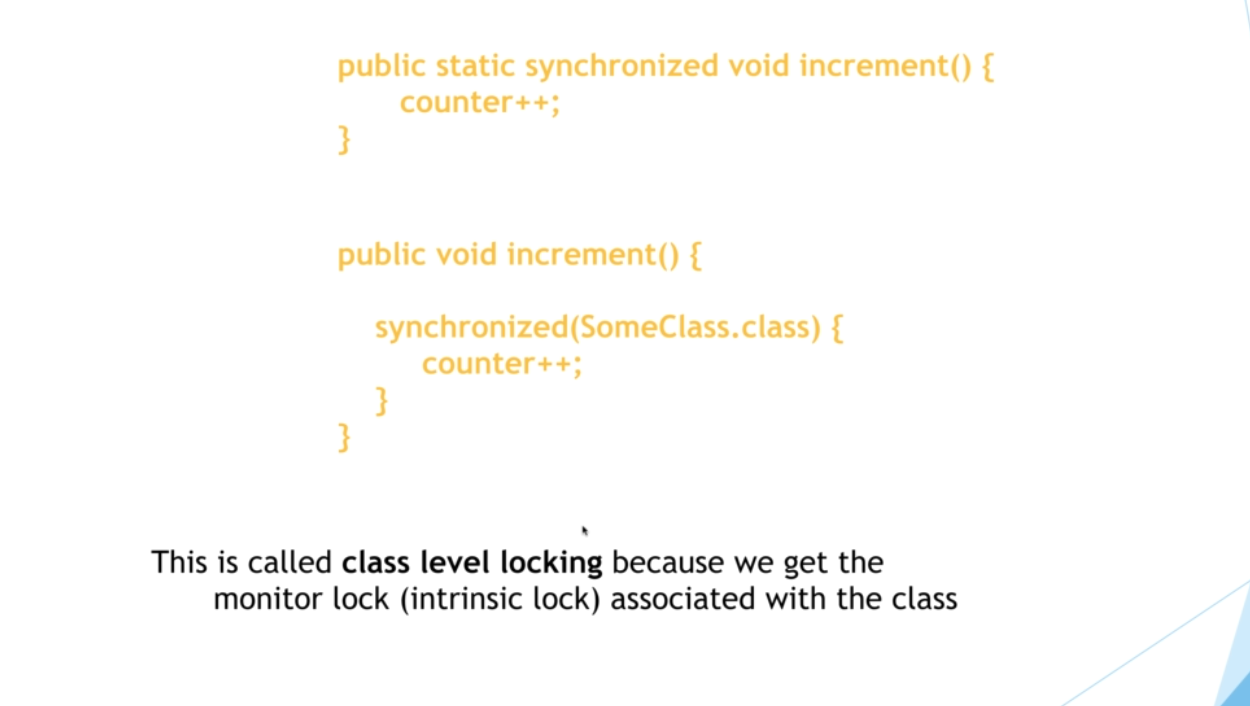 public static synchronized void increment() {
counter++;
}
public void increment() {
synchronized(SomeClass.class) {
counter++;
}
}
This is called class level locking because we get the
monitor lock (intrinsic lock) associated with the class